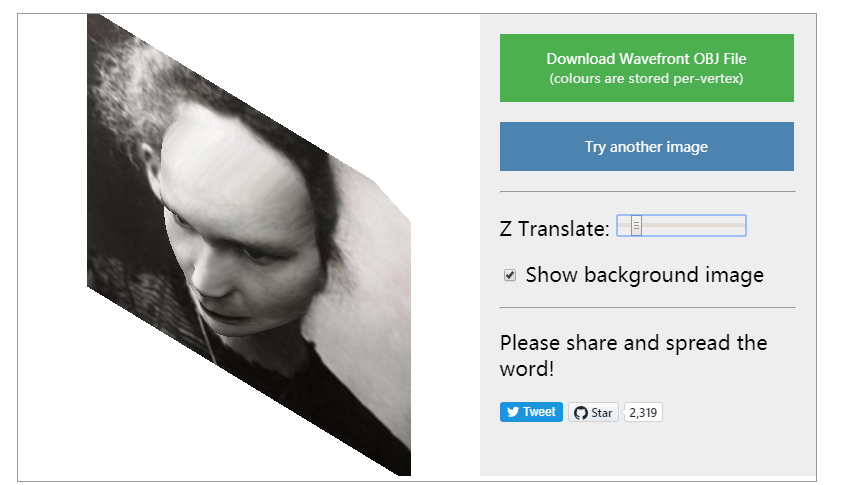 Download Wavefront OBJ File
(colours are stored per-vertex)
Try another image
Z Translate:
Show background image
Please share and spread the
word!
Tweet Star 2,319